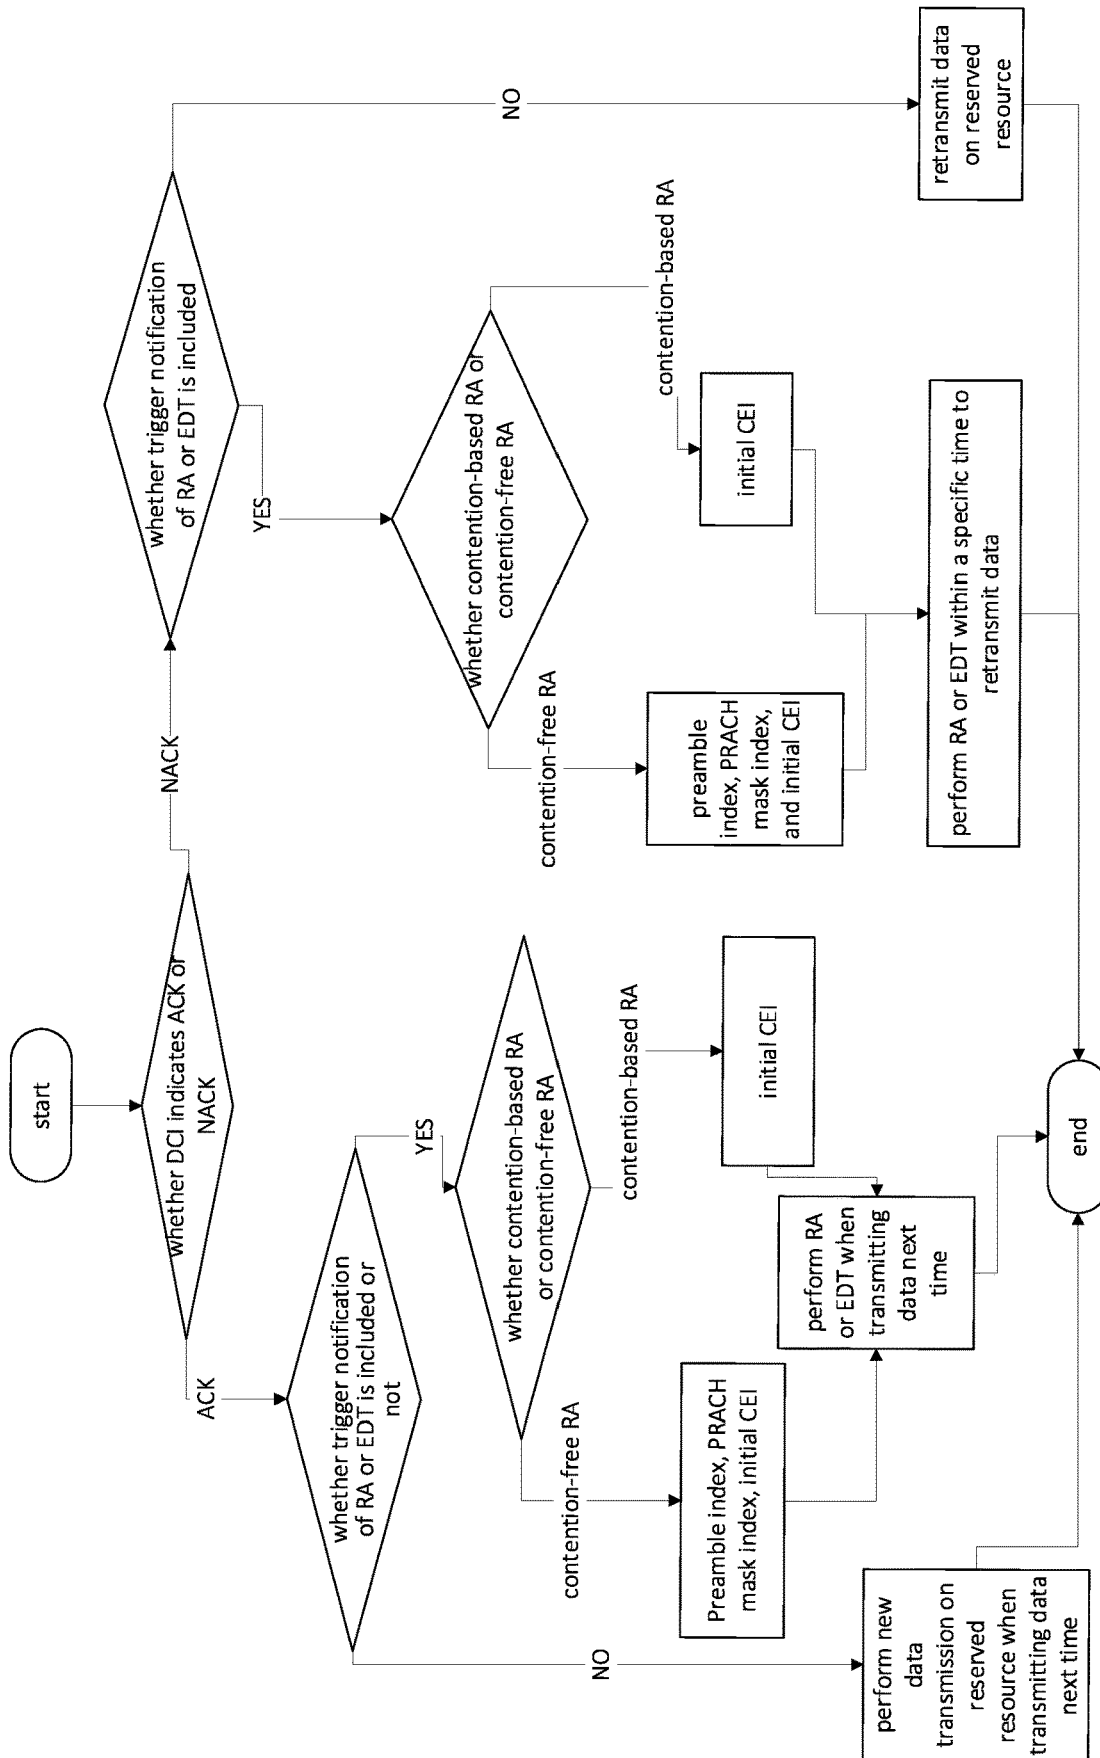 start
whether DCI indicates ACK or
NACK
ACK
NACK
whether trigger notification
of RA or EDT is included or
not
YES
NO
whether contention-based RA
or contention-free RA
contention-free RA
contention-based RA
Preamble index, PRACH
mask index, initial CEI
initial CEI
perform RA
or EDT when
transmitting
data next
time
perform new
data
transmission on
reserved
resource when
transmitting data
next time
whether trigger notification
of RA or EDT is included
YES
NO
whether contention-based RA or
contention-free RA
contention-free RA
contention-based RA
preamble
index, PRACH
mask index,
and initial CEI
initial CEI
perform RA or EDT within a specific time to
retransmit data
retransmit data
on reserved
resource
end